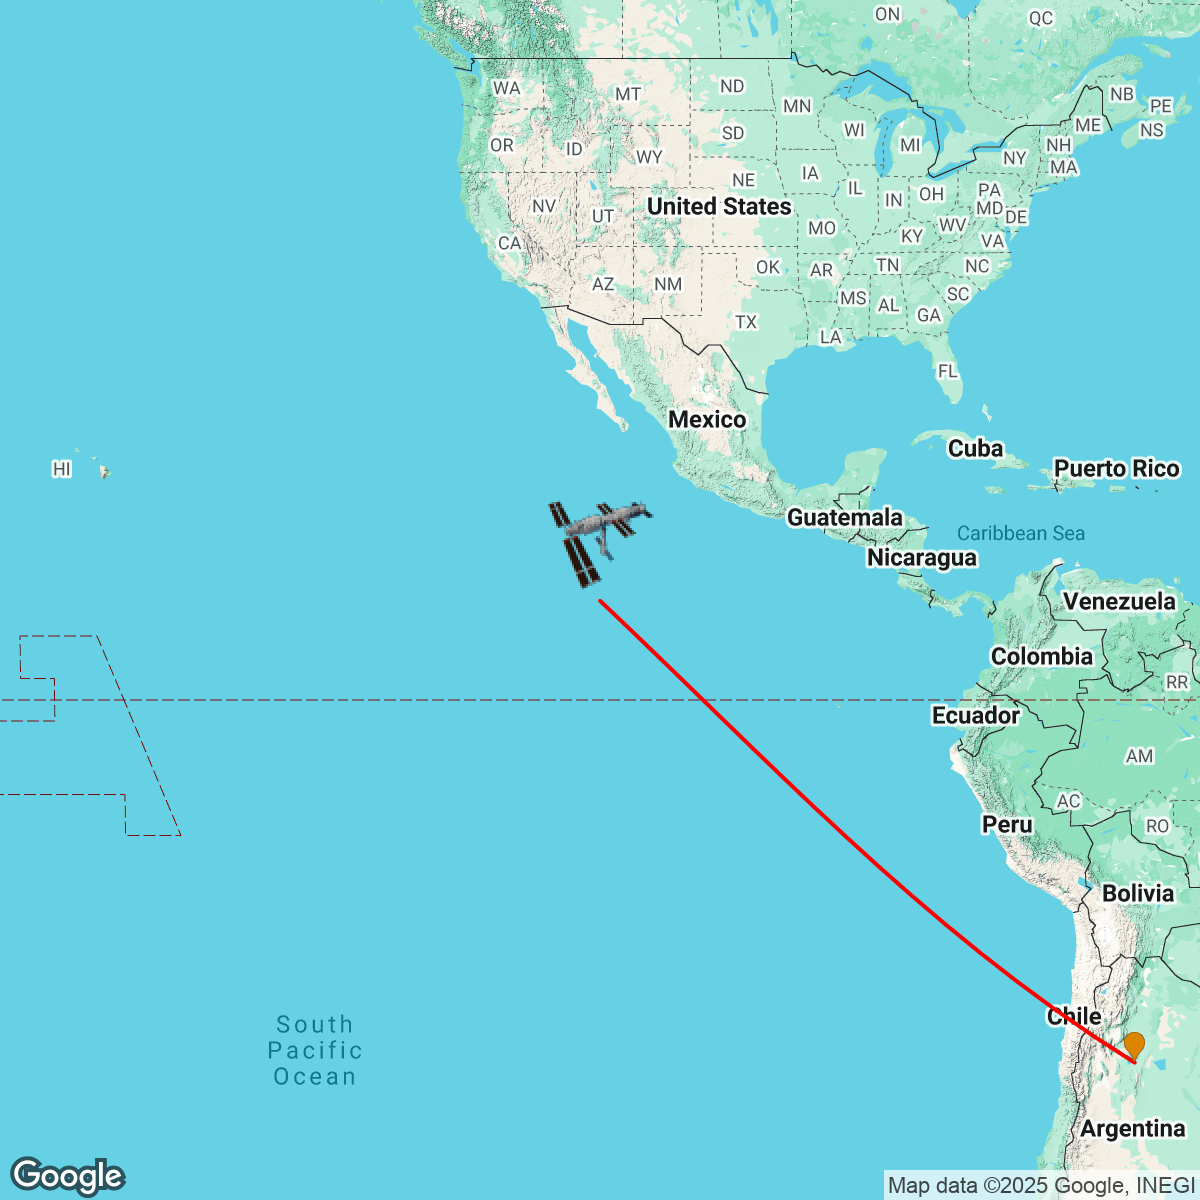 ON
QC
WA
MT
ND
MN
NB
PE
ME
NS
OR
ID
SD
WI
MI
NH
NY
MA
WY
IA
NE
IL
IN
OH
PA
MD
DE
NV
UT
United States
MO
KY
WV
VA
CA
OK
AR
TN
NC
AZ
NM
MS
AL
SC
GA
TX
LA
FL
Mexico
Cuba
HI
Puerto Rico
Guatemala
Caribbean Sea
Nicaragua
Venezuela
Colombia
RR
Ecuador
AM
AC
Peru
RO
Bolivia
Chile
South
Pacific
Ocean
Argentina
Google
Map data ©2025 Google, INEGI